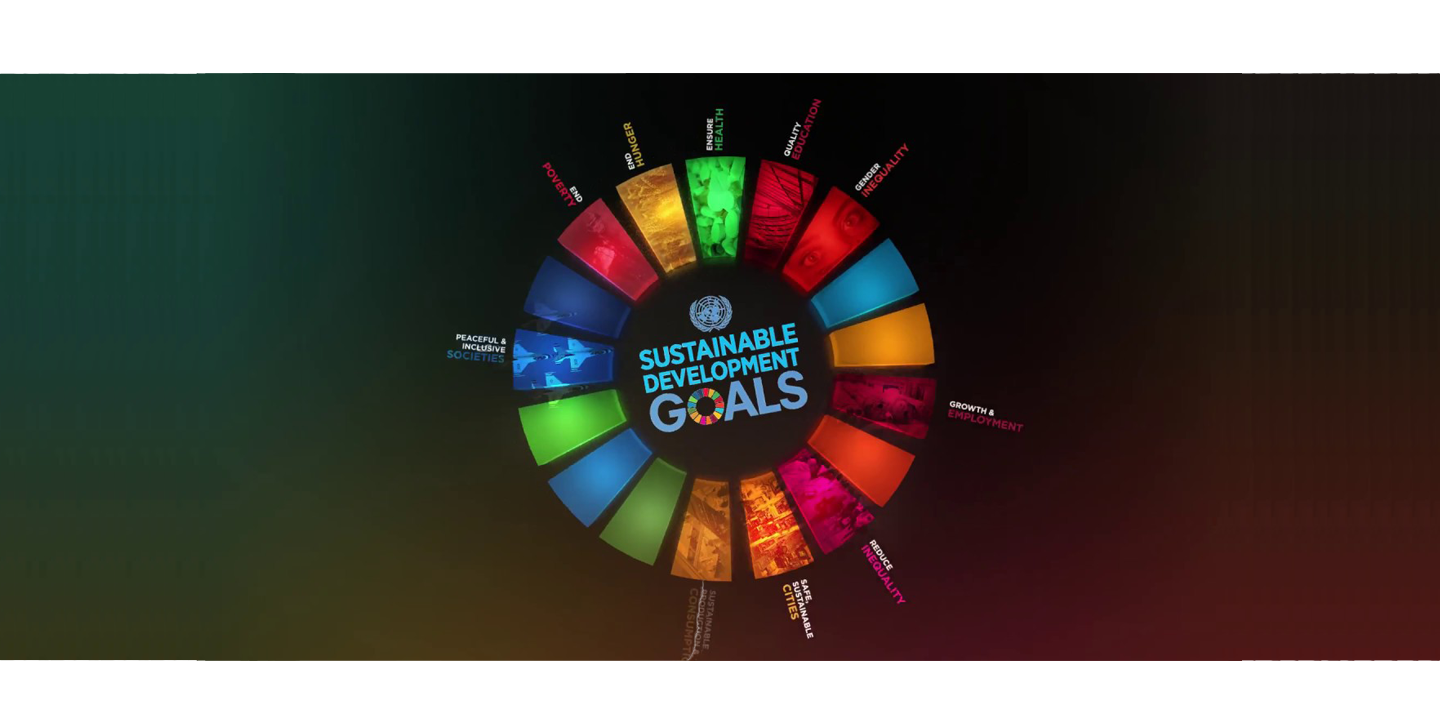 SUSTAINABLE
DEVELOPMENT
GOALS
END
POVERTY
END
HUNGER
ENSURE
HEALTH
QUALITY
EDUCATION
GENDER
INEQUALITY
GROWTH &
EMPLOYMENT
REDUCE
INEQUALITY
SAFE,
SUSTAINABLE
CITIES
SUSTAINABLE
PRODUCTION &
PEACEFUL &
INCLUSIVE
SOCIETIES